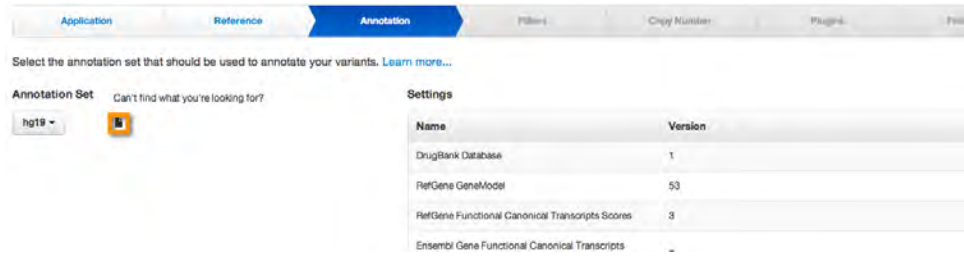 Application Reference Annotation Filters Copy Number Plugins
Select the annotation set that should be used to annotate your variants. Learn more...
Annotation Set Can't find what you're looking for? Settings
hg19
Name Version
DrugBank Database 1
RefGene GeneModel 53
RefGene Functional Canonical Transcripts Scores 3
Ensembl Gene Functional Canonical Transcripts